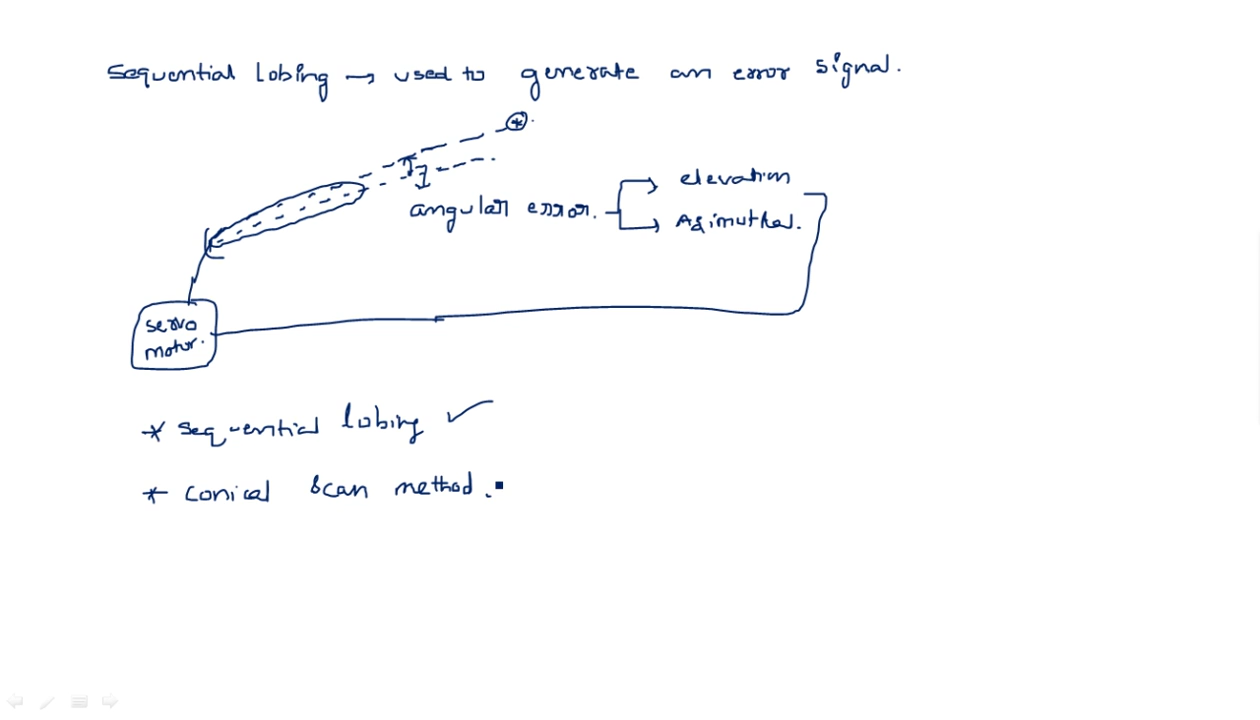 Sequential Lobing → used to generate an error signal.
angular error.
elevation
Azimuthal.
servo
motor.
* Sequential lobing ✓
* conical scan method.